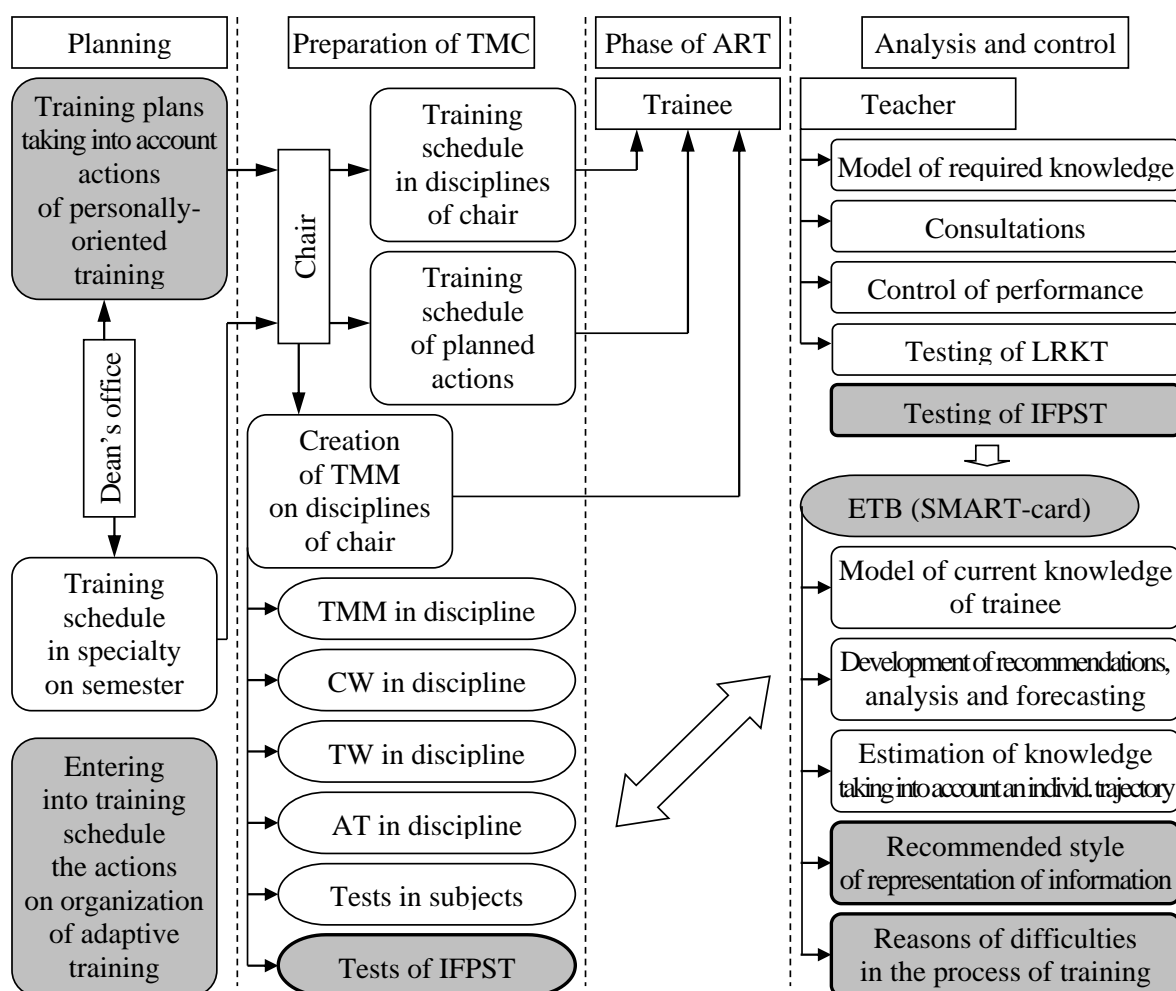 Planning
Training plans
taking into account
actions
of personally-
oriented
training
Dean's office
Training
schedule
in specialty
on semester
Entering
into training
schedule
the actions
on organization
of adaptive
training
Preparation of TMC
Chair
Training
schedule
in disciplines
of chair
Training
schedule
of planned
actions
Creation
of TMM
on disciplines
of chair
TMM in discipline
CW in discipline
TW in discipline
AT in discipline
Tests in subjects
Tests of IFPST
Phase of ART
Trainee
Analysis and control
Teacher
Model of required knowledge
Consultations
Control of performance
Testing of LRKT
Testing of IFPST
ETB (SMART-card)
Model of current knowledge
of trainee
Development of recommendations,
analysis and forecasting
Estimation of knowledge
taking into account an individ. trajectory
Recommended style
of representation of information
Reasons of difficulties
in the process of training